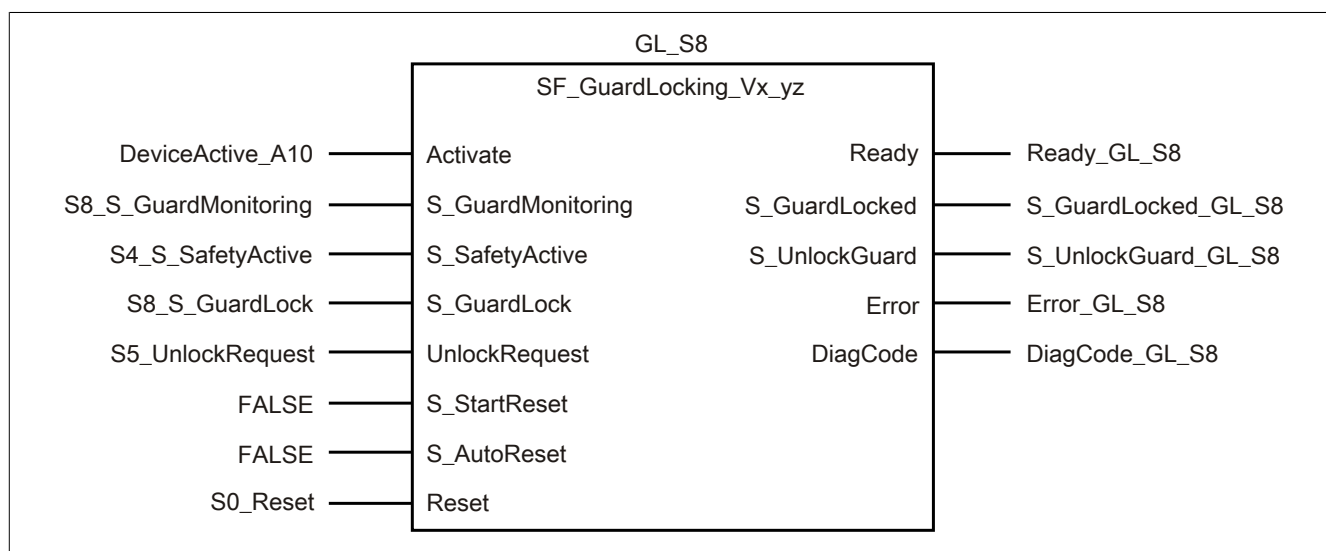 GL_S8
SF_GuardLocking_Vx_yz
DeviceActive_A10 Activate Ready Ready_GL_S8
S8_S_GuardMonitoring S_GuardMonitoring S_GuardLocked S_GuardLocked_GL_S8
S4_S_SafetyActive S_SafetyActive S_UnlockGuard S_UnlockGuard_GL_S8
S8_S_GuardLock S_GuardLock Error Error_GL_S8
S5_UnlockRequest UnlockRequest DiagCode DiagCode_GL_S8
FALSE S_StartReset
FALSE S_AutoReset
S0_Reset Reset